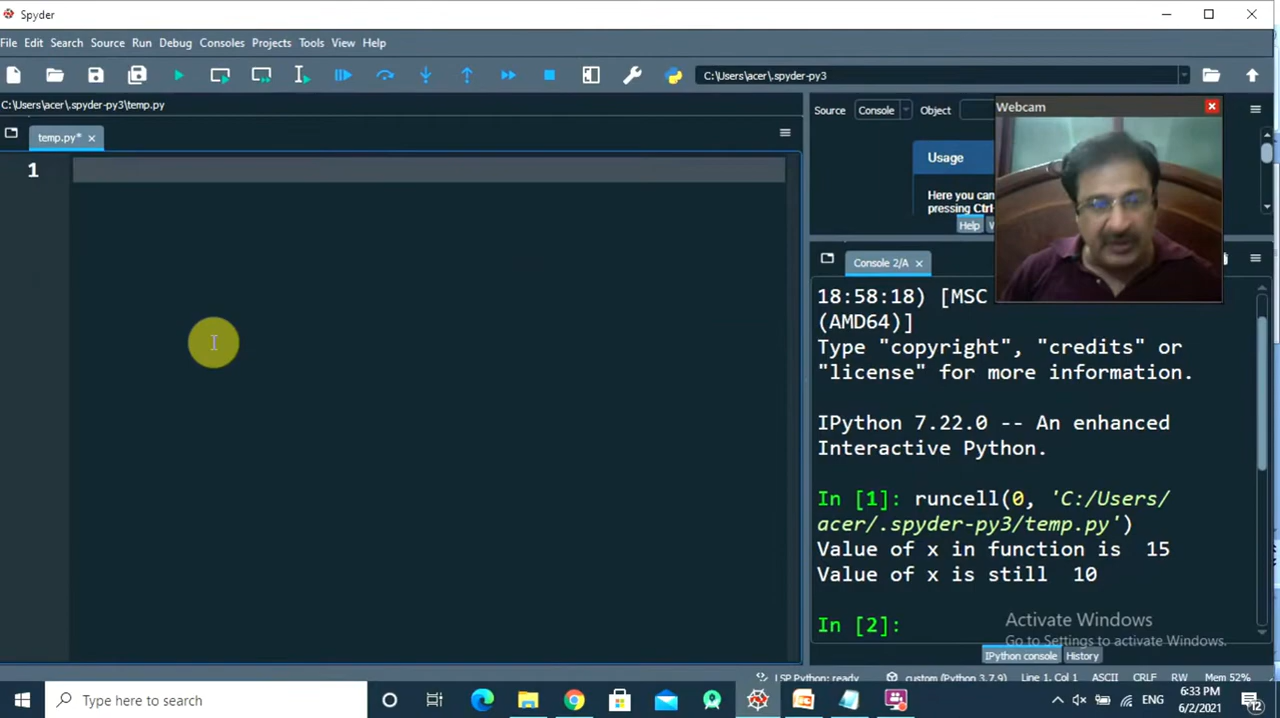 Spyder
File Edit Search Source Run Debug Consoles Projects Tools View Help
C:\Users\acer\.spyder-py3
C:\Users\acer\.spyder-py3\temp.py
temp.py*
1
Source Console Object
Webcam
Usage
Here you can
pressing Ctrl+
Help
Console 2/A
18:58:18) [MSC
(AMD64)]
Type "copyright", "credits" or
"license" for more information.
IPython 7.22.0 -- An enhanced
Interactive Python.
In [1]: runcell(0, 'C:/Users/
acer/.spyder-py3/temp.py')
Value of x in function is  15
Value of x is still  10
In [2]:
Activate Windows
Go to Settings to activate Windows.
IPython console History
LSP Python: ready custom (Python 3.7.9) Line 1, Col 1 ASCII CRLF RW Mem 52%
Type here to search
ENG
6:33 PM
6/2/2021
12